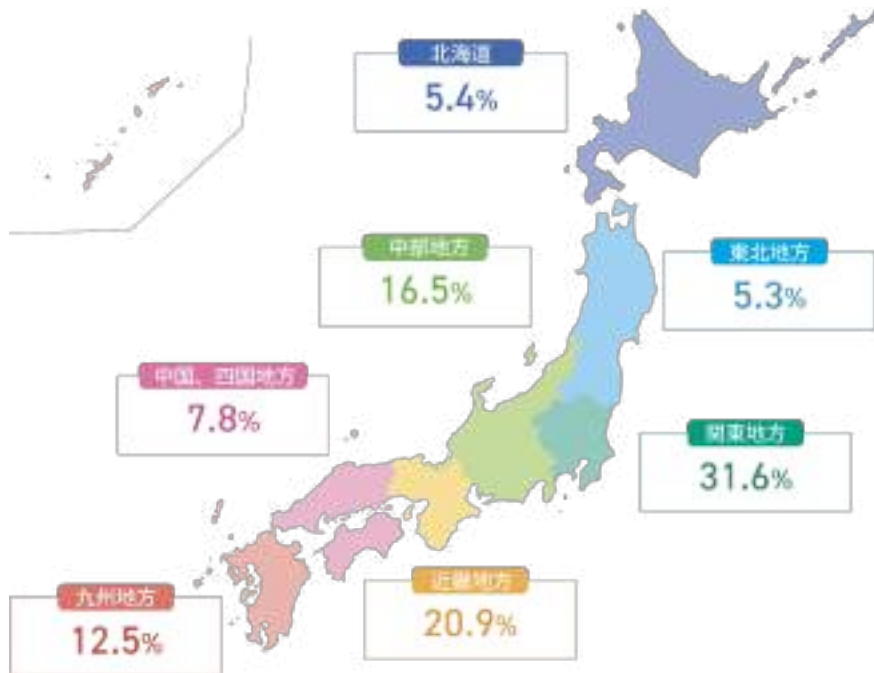 北海道
5.4%
中部地方
16.5%
東北地方
5.3%
中国、四国地方
7.8%
関東地方
31.6%
九州地方
12.5%
近畿地方
20.9%